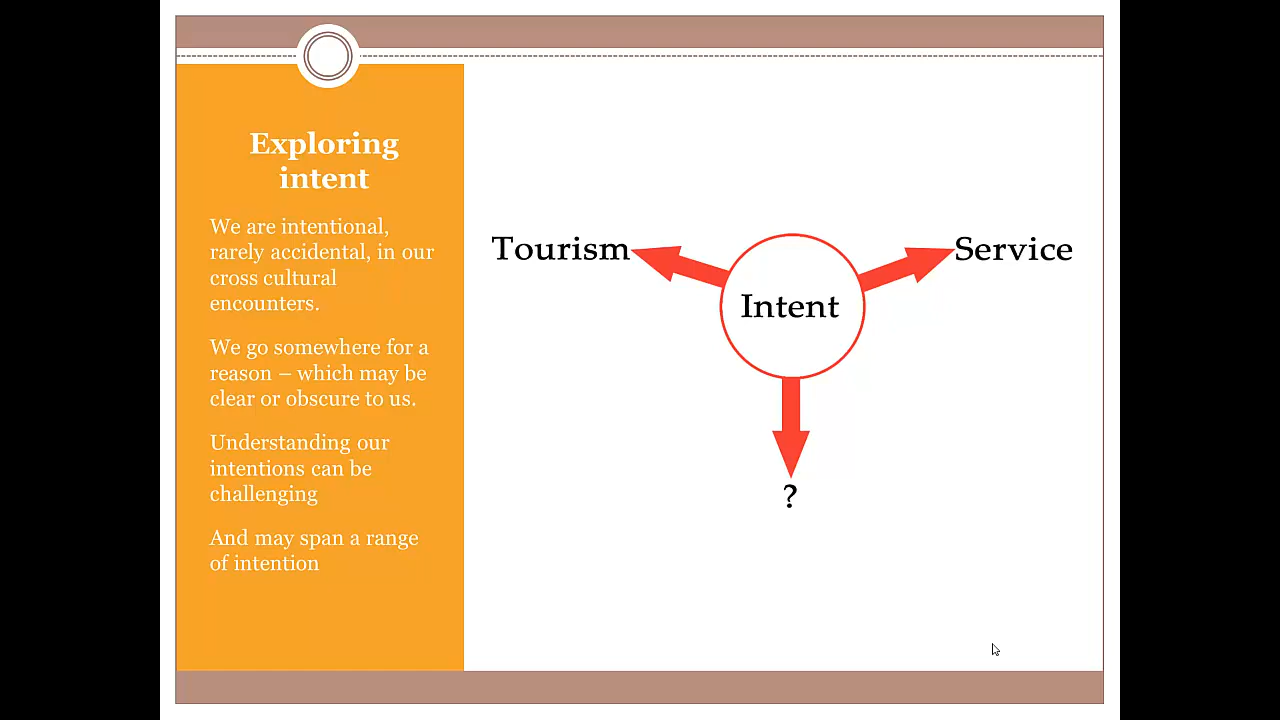 Exploring
intent
We are intentional,
rarely accidental, in our
cross cultural
encounters.
We go somewhere for a
reason – which may be
clear or obscure to us.
Understanding our
intentions can be
challenging
And may span a range
of intention
Tourism
Service
Intent
?